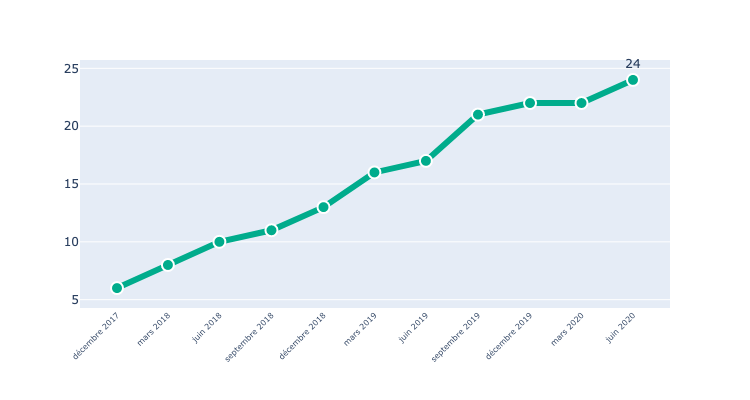 24
25
20
15
10
5
décembre 2017
mars 2018
juin 2018
septembre 2018
décembre 2018
mars 2019
juin 2019
septembre 2019
décembre 2019
mars 2020
juin 2020